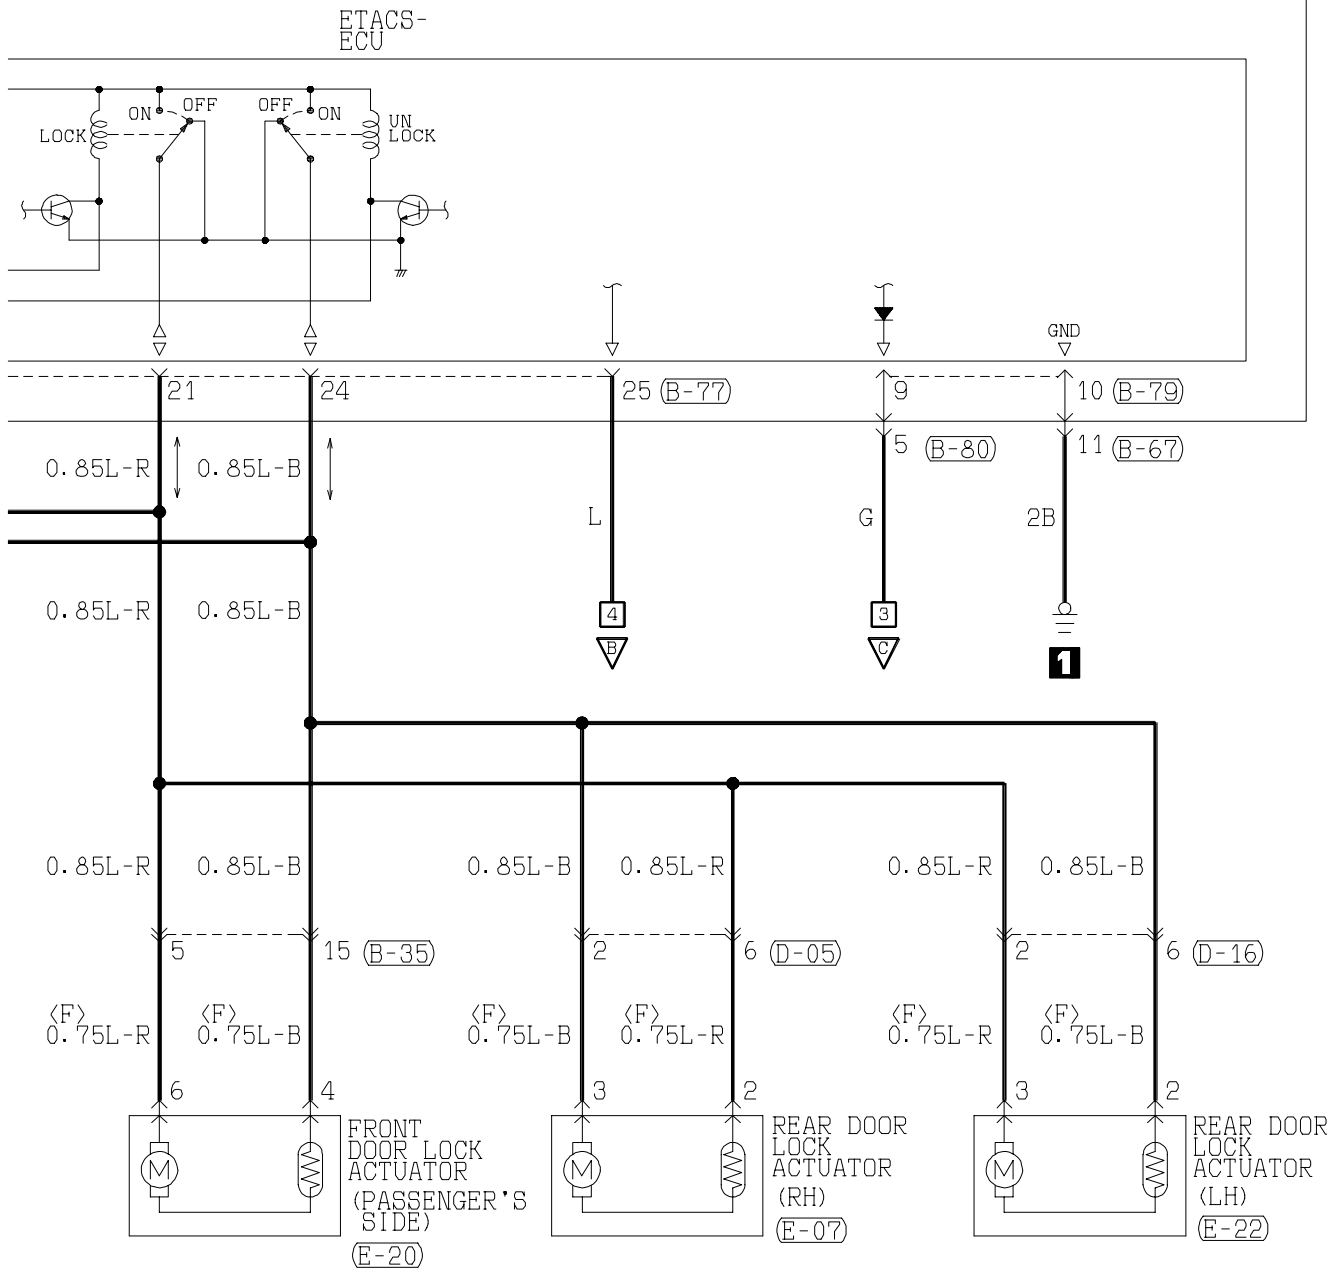 ETACS-
ECU
ON OFF OFF ON
LOCK UN
LOCK
GND
21 24 25 (B-77) 9 10 (B-79)
5 (B-80) 11 (B-67)
0.85L-R 0.85L-B
L G 2B
0.85L-R 0.85L-B
4 3
B C
1
0.85L-R 0.85L-B 0.85L-B 0.85L-R 0.85L-R 0.85L-B
5 15 (B-35) 2 6 (D-05) 2 6 (D-16)
<F> <F> <F> <F> <F> <F>
0.75L-R 0.75L-B 0.75L-B 0.75L-R 0.75L-R 0.75L-B
6 4 3 2 3 2
M M M
FRONT
DOOR LOCK
ACTUATOR
(PASSENGER'S
SIDE)
(E-20)
REAR DOOR
LOCK
ACTUATOR
(RH)
(E-07)
REAR DOOR
LOCK
ACTUATOR
(LH)
(E-22)